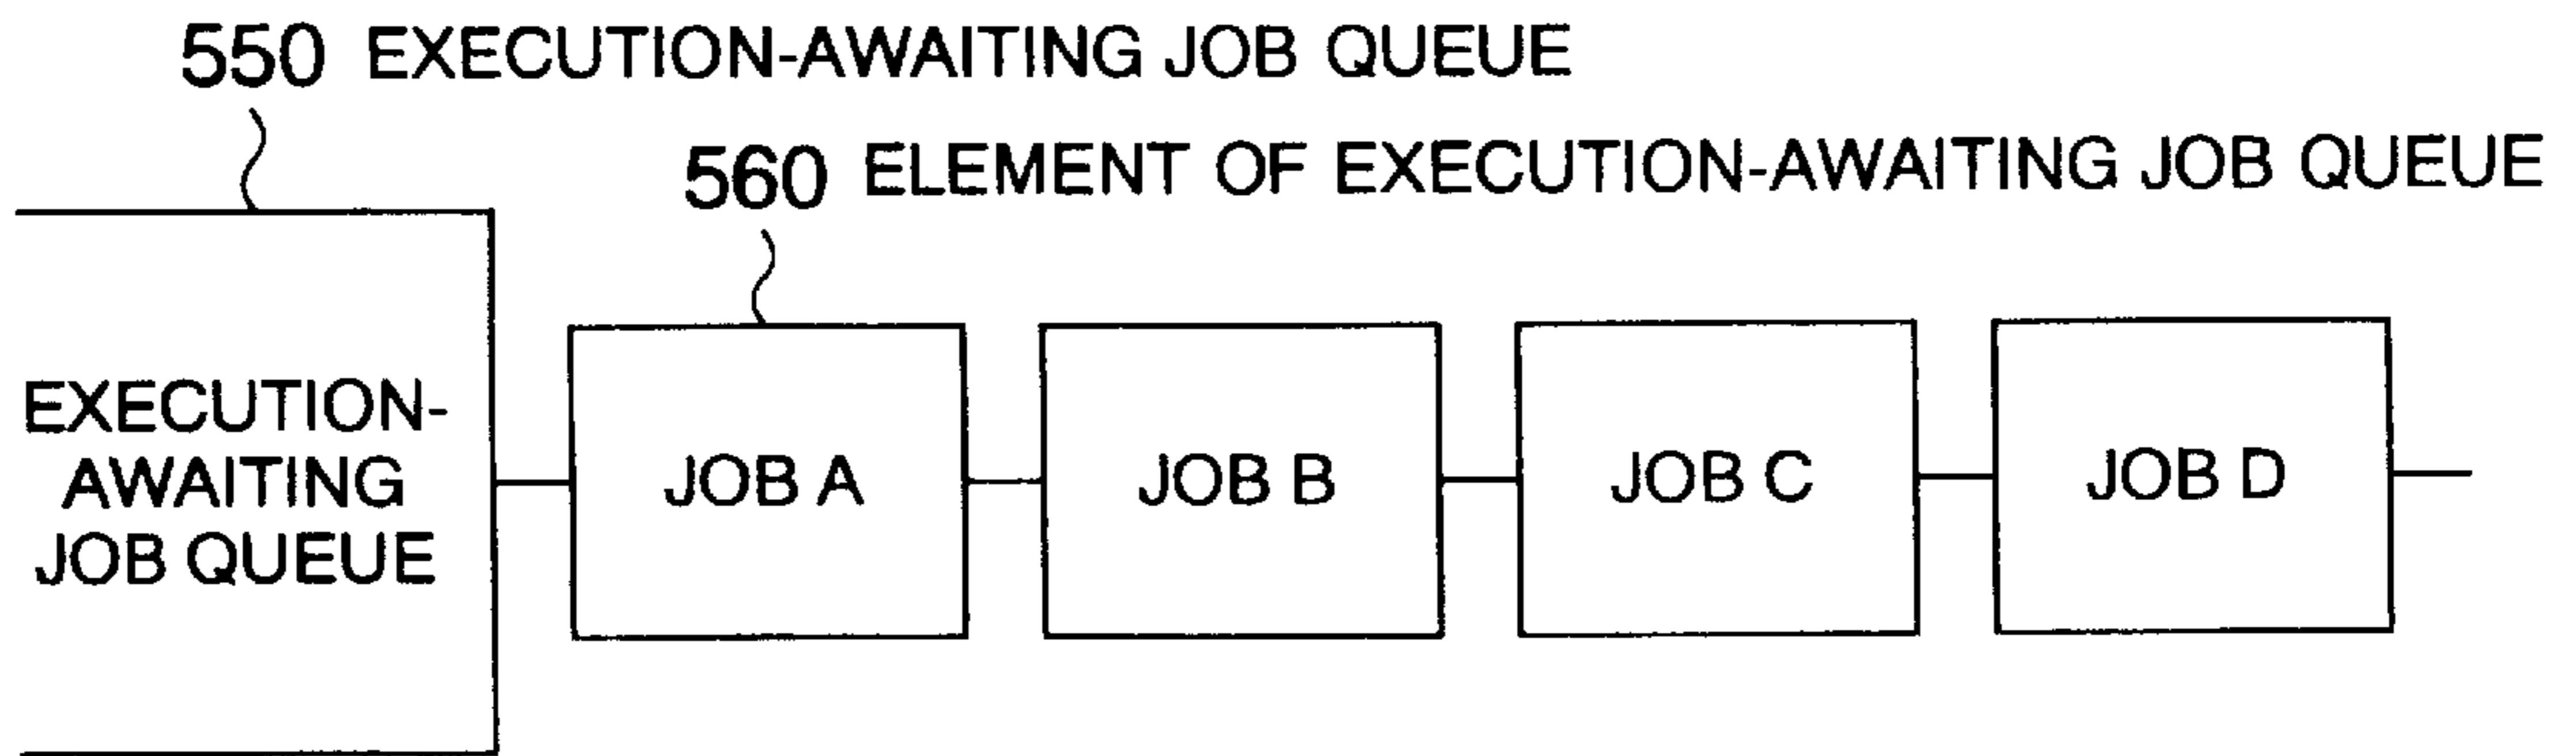 550 EXECUTION-AWAITING JOB QUEUE
560 ELEMENT OF EXECUTION-AWAITING JOB QUEUE
EXECUTION-
AWAITING
JOB QUEUE
JOB A
JOB B
JOB C
JOB D